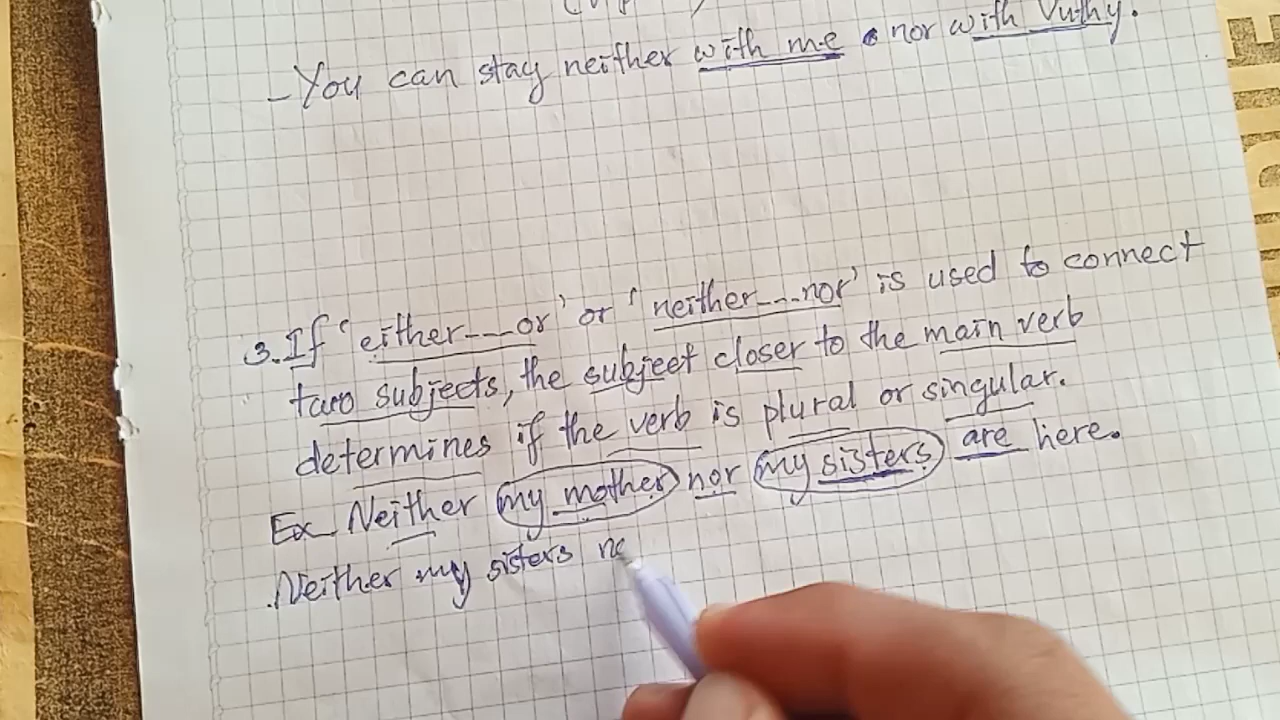 - You can stay neither with me nor with Vuthy.
3. If 'either---or' or 'neither---nor' is used to connect
two subjects, the subject closer to the main verb
determines if the verb is plural or singular.
Ex_ Neither my mother nor my sisters are here.
. Neither my sisters no